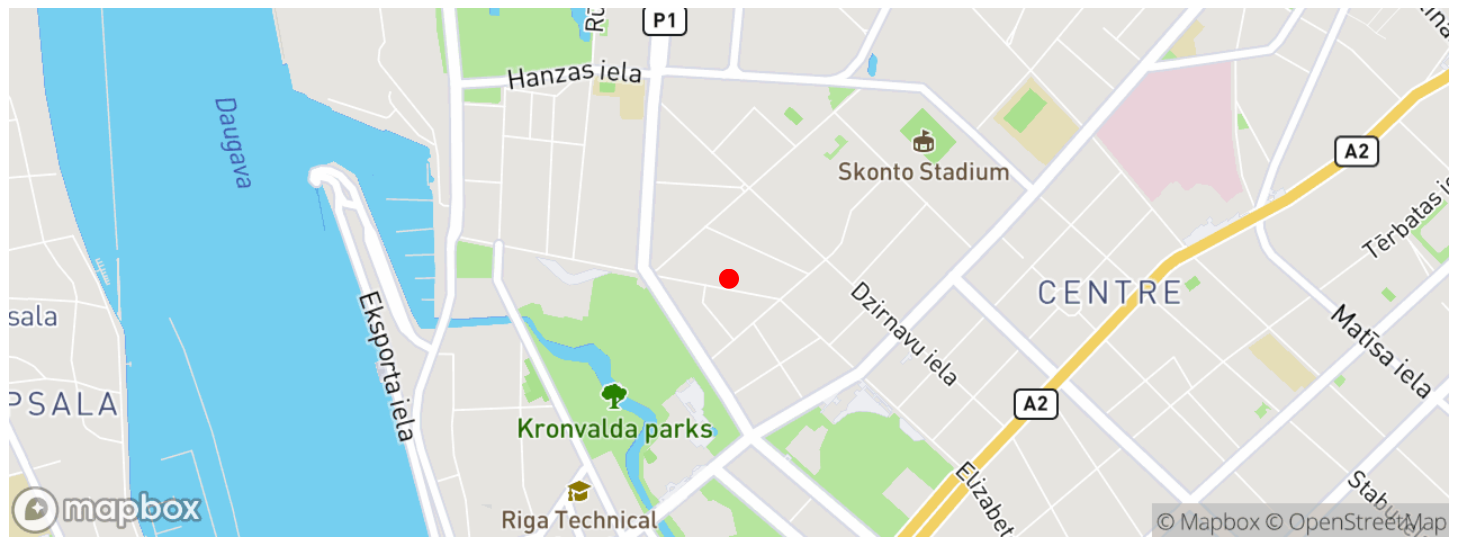 P1
Rū
Hanzas iela
Daugava
A2
Skonto Stadium
Tērbatas ie
CENTRE
Dzirnavu iela
sala
Eksporta iela
Matīsa iela
PSALA
A2
Kronvalda parks
Elizabet
Riga Technical
mapbox
© Mapbox © OpenStreetMap